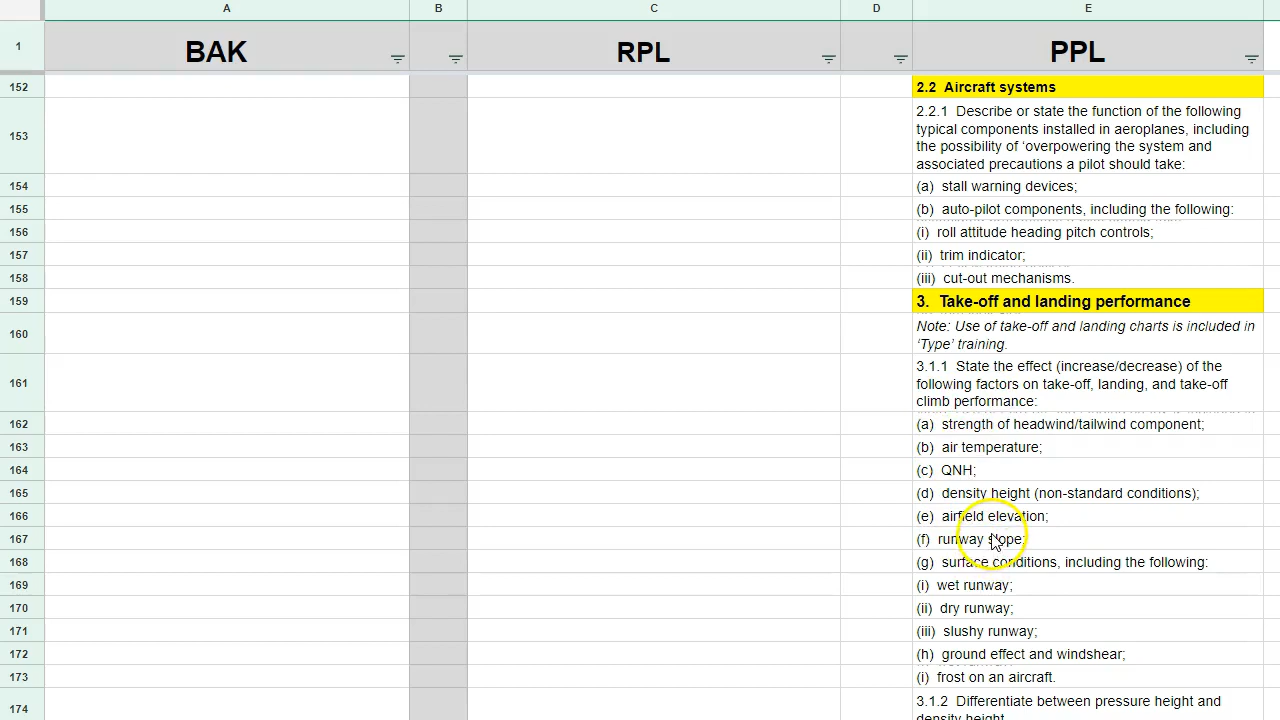 A B C D E
1 BAK RPL PPL
152 2.2 Aircraft systems
153 2.2.1 Describe or state the function of the following
typical components installed in aeroplanes, including
the possibility of ‘overpowering the system and
associated precautions a pilot should take:
154 (a) stall warning devices;
155 (b) auto-pilot components, including the following:
156 (i) roll attitude heading pitch controls;
157 (ii) trim indicator;
158 (iii) cut-out mechanisms.
159 3. Take-off and landing performance
160 Note: Use of take-off and landing charts is included in
‘Type’ training.
161 3.1.1 State the effect (increase/decrease) of the
following factors on take-off, landing, and take-off
climb performance:
162 (a) strength of headwind/tailwind component;
163 (b) air temperature;
164 (c) QNH;
165 (d) density height (non-standard conditions);
166 (e) airfield elevation;
167 (f) runway slope;
168 (g) surface conditions, including the following:
169 (i) wet runway;
170 (ii) dry runway;
171 (iii) slushy runway;
172 (h) ground effect and windshear;
173 (i) frost on an aircraft.
174 3.1.2 Differentiate between pressure height and
density height